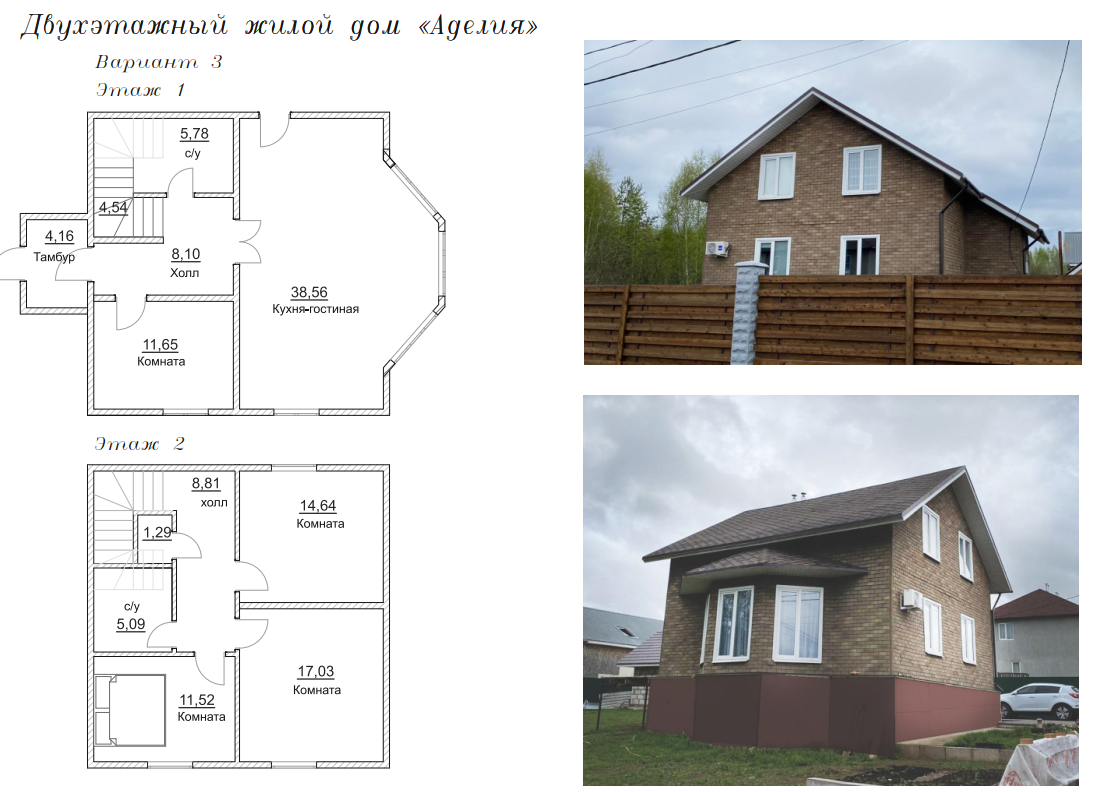 Двухэтажный жилой дом «Аделия»
Вариант 3
Этаж 1
5,78
с/у
4,54
4,16
Тамбур
8,10
Холл
38,56
Кухня-гостиная
11,65
Комната
Этаж 2
8,81
холл
14,64
Комната
1,29
с/у
5,09
17,03
Комната
11,52
Комната